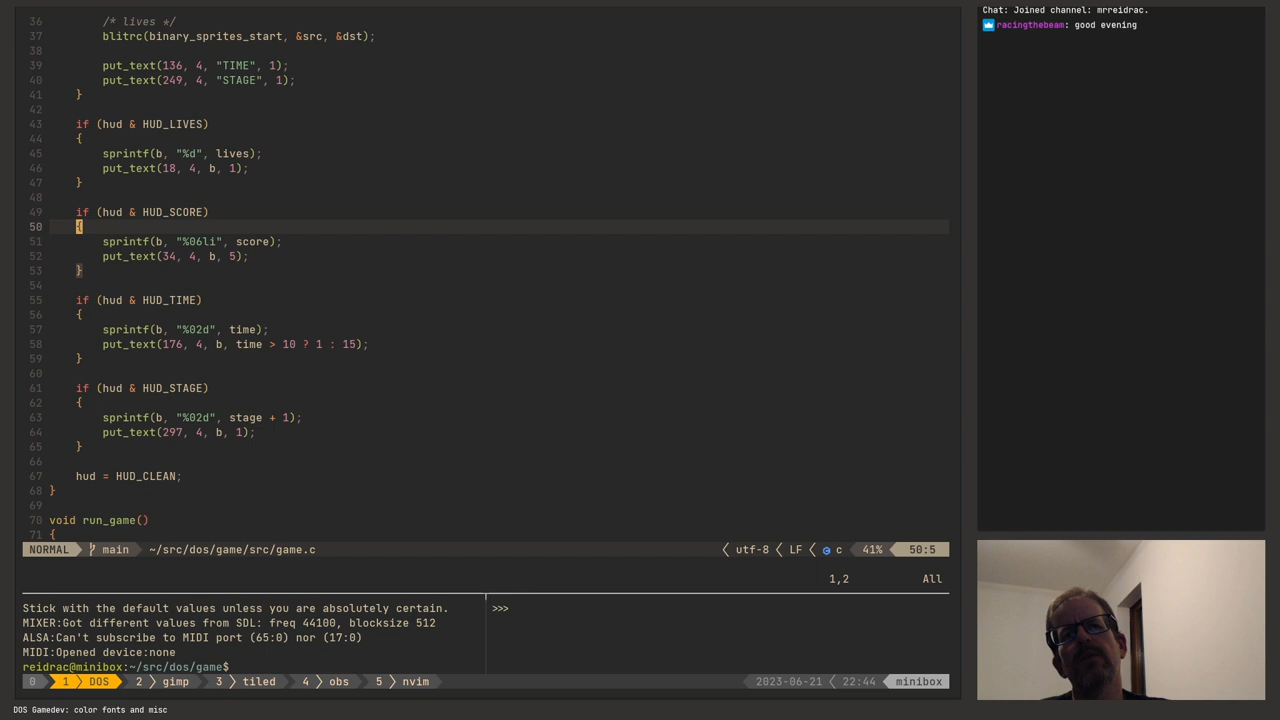 36         /* lives */
37         blitrc(binary_sprites_start, &src, &dst);
38
39         put_text(136, 4, "TIME", 1);
40         put_text(249, 4, "STAGE", 1);
41     }
42
43     if (hud & HUD_LIVES)
44     {
45         sprintf(b, "%d", lives);
46         put_text(18, 4, b, 1);
47     }
48
49     if (hud & HUD_SCORE)
50     {
51         sprintf(b, "%06li", score);
52         put_text(34, 4, b, 5);
53     }
54
55     if (hud & HUD_TIME)
56     {
57         sprintf(b, "%02d", time);
58         put_text(176, 4, b, time > 10 ? 1 : 15);
59     }
60
61     if (hud & HUD_STAGE)
62     {
63         sprintf(b, "%02d", stage + 1);
64         put_text(297, 4, b, 1);
65     }
66
67     hud = HUD_CLEAN;
68 }
69
70 void run_game()
71 {
NORMAL main ~/src/dos/game/src/game.c utf-8 LF c 41% 50:5
1,2 All
Stick with the default values unless you are absolutely certain.
MIXER:Got different values from SDL: freq 44100, blocksize 512
ALSA:Can't subscribe to MIDI port (65:0) nor (17:0)
MIDI:Opened device:none
reidrac@minibox:~/src/dos/game$
>>>
0 1 DOS 2 gimp 3 tiled 4 obs 5 nvim 2023-06-21 22:44 minibox
Chat: Joined channel: mrreidrac.
racingthebeam: good evening
DOS Gamedev: color fonts and misc